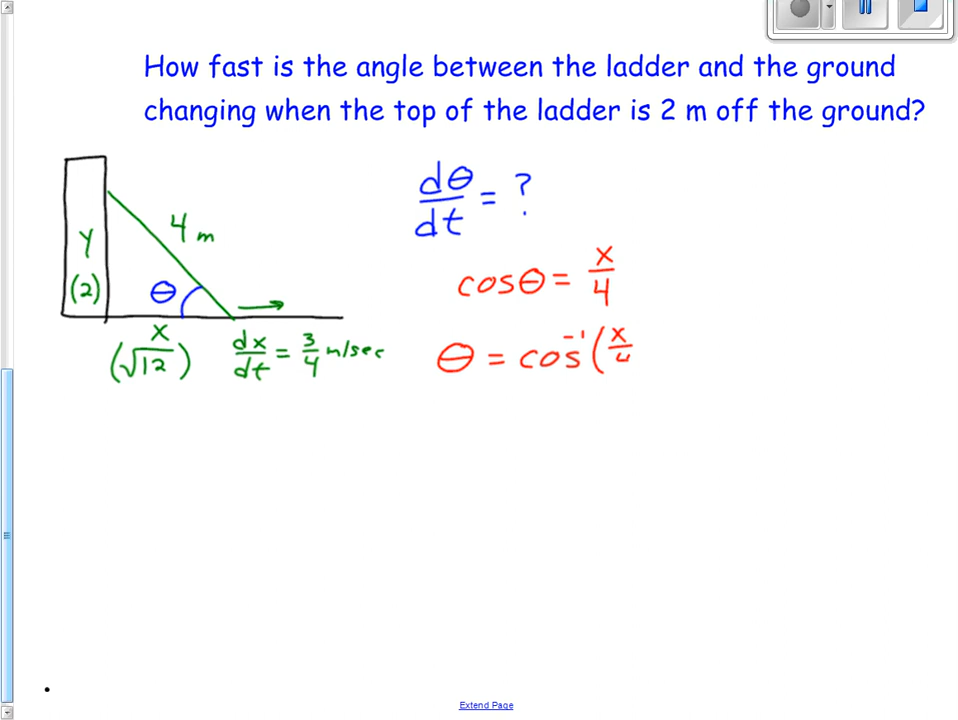 How fast is the angle between the ladder and the ground
changing when the top of the ladder is 2 m off the ground?
dθ/dt = ?
4 m
y
(2)
θ
cosθ = x/4
x
(√12)
dx/dt = 3/4 m/sec
θ = cos⁻¹(x/4
Extend Page